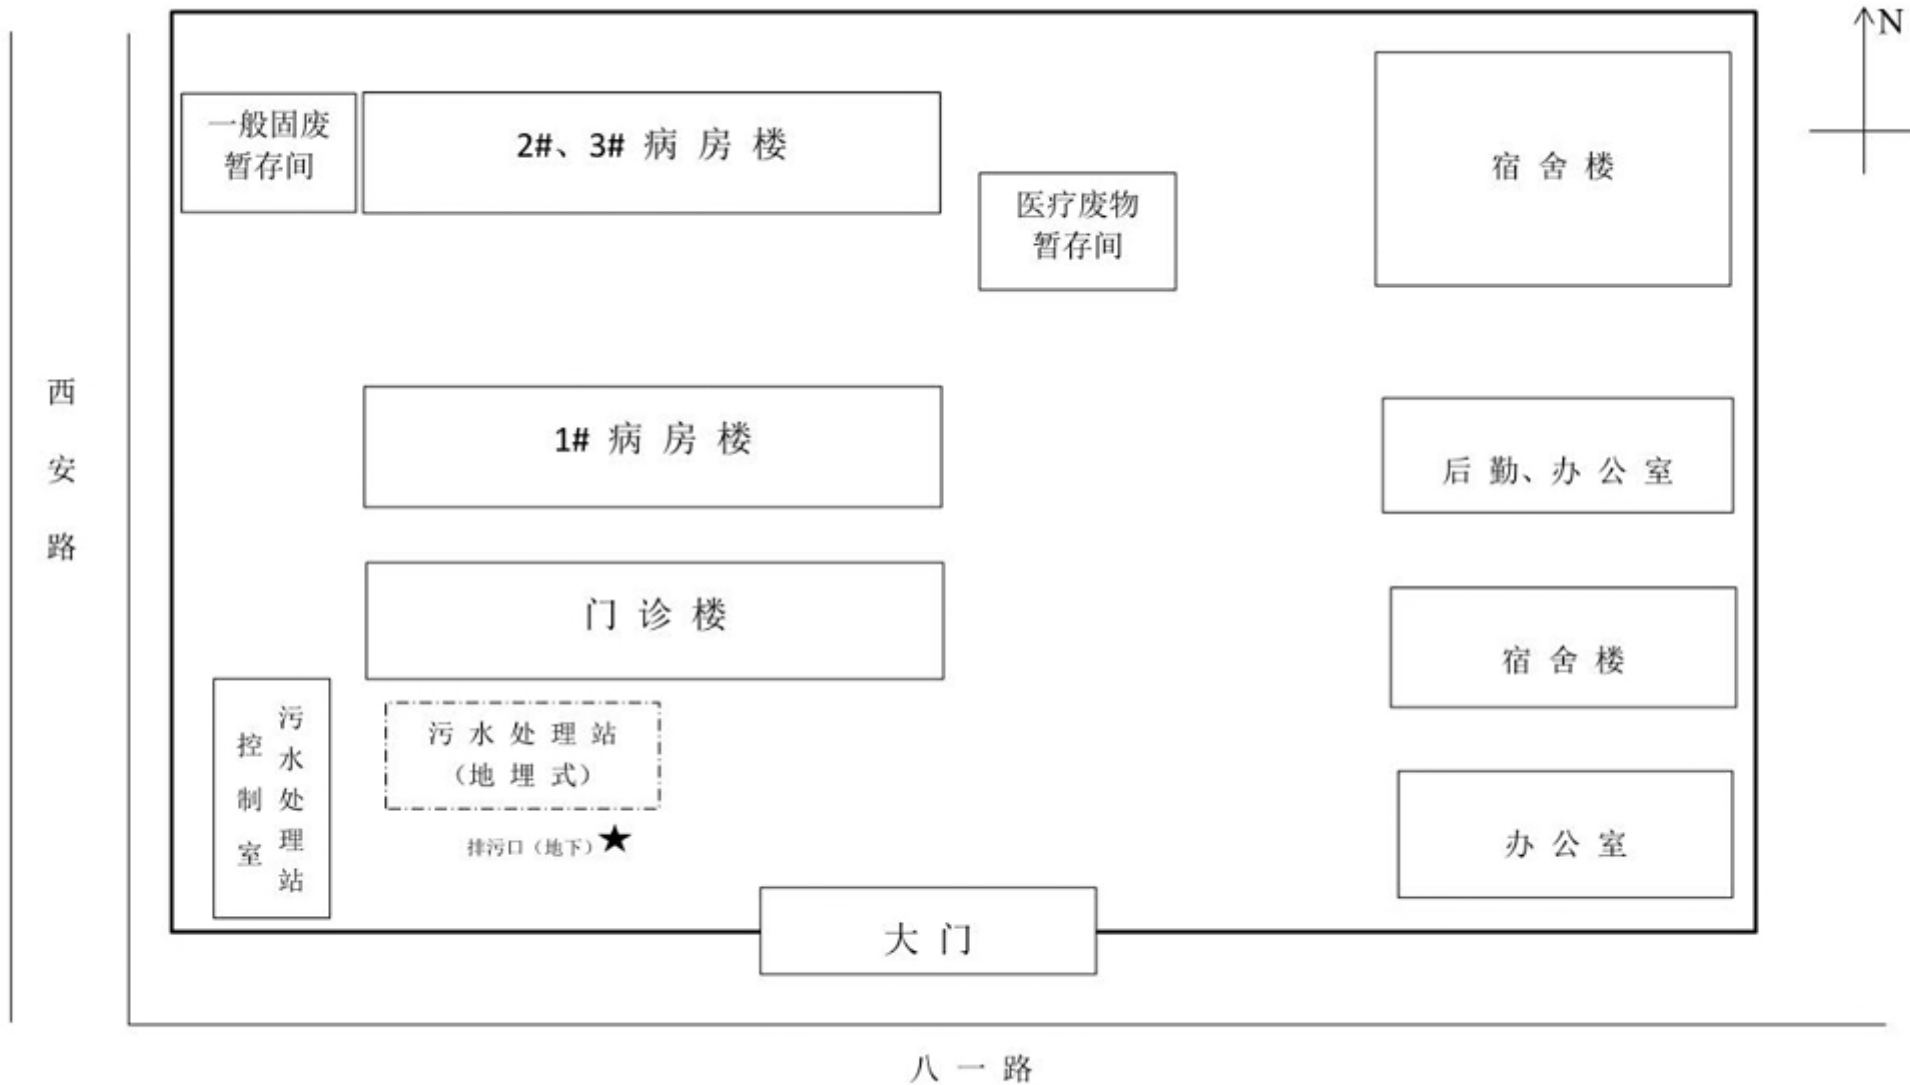 N
一般固废
暂存间
2#、3# 病 房 楼
医疗废物
暂存间
宿 舍 楼
西安路
1# 病 房 楼
后 勤、办 公 室
门 诊 楼
宿 舍 楼
污水处理站
控制室
污 水 处 理 站
（地 埋 式）
排污口（地下）★
办 公 室
大 门
八 一 路